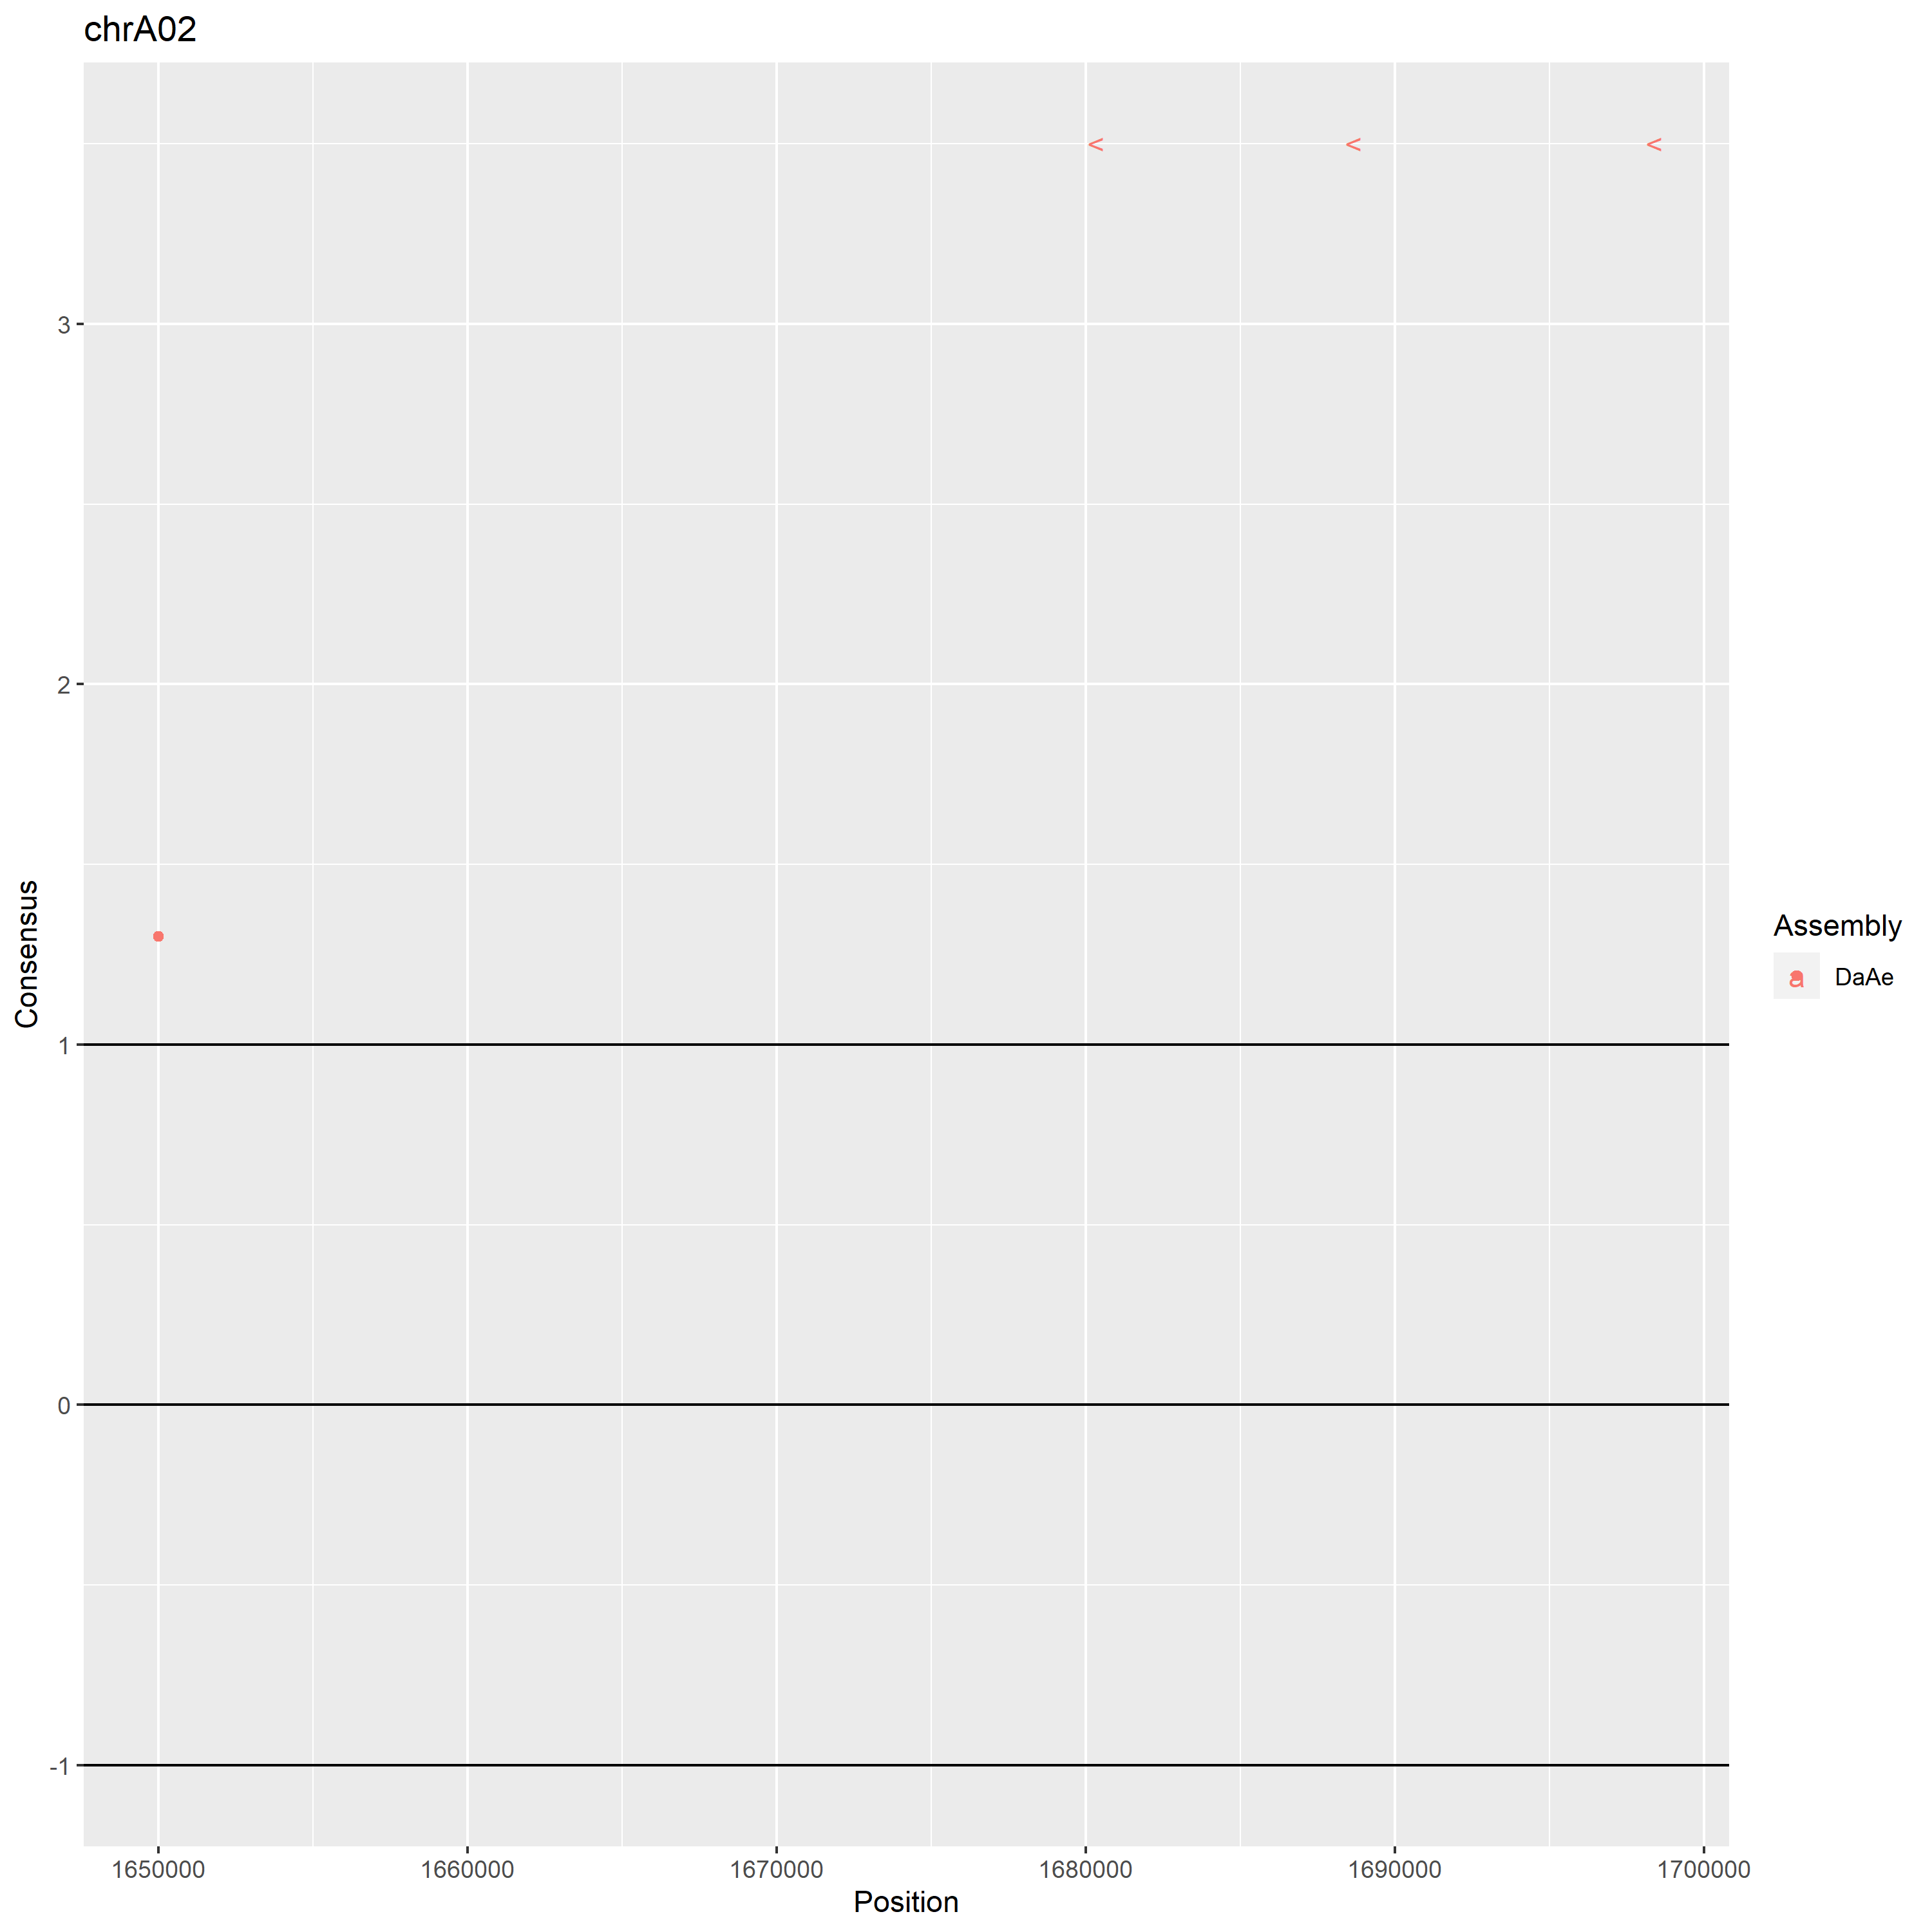 chrA02
< < <
3
2
1
0
-1
Consensus
1650000 1660000 1670000 1680000 1690000 1700000
Position
Assembly
a DaAe